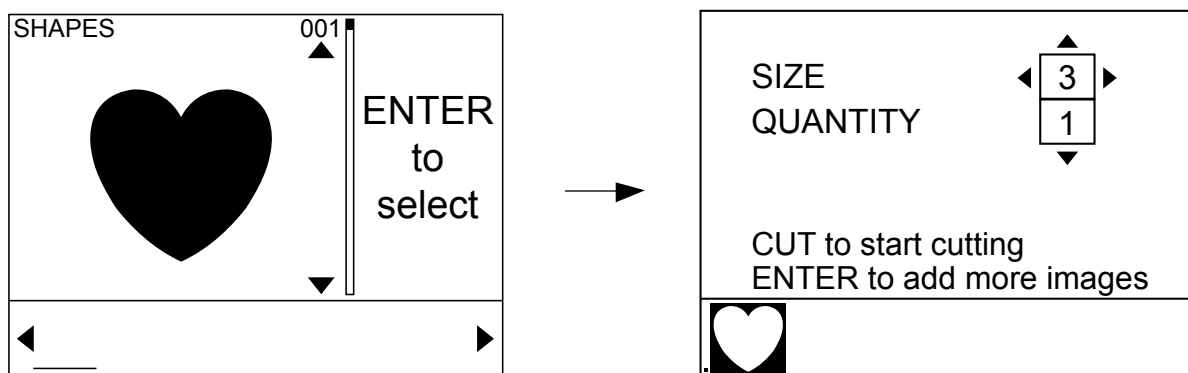 SHAPES 001
ENTER
to
select
SIZE 3
QUANTITY 1
CUT to start cutting
ENTER to add more images